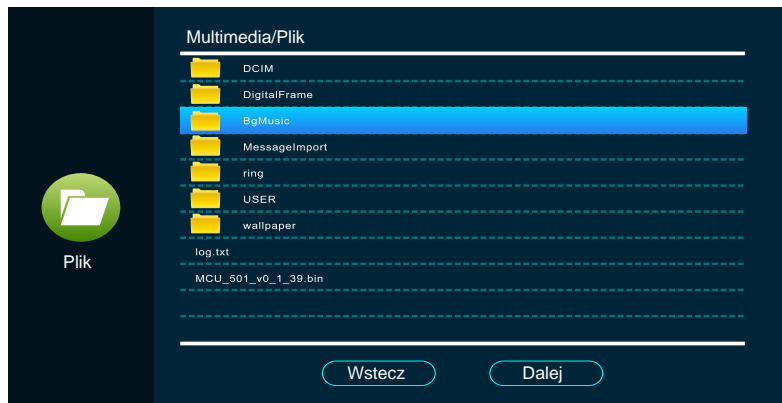 Multimedia/Plik
DCIM
DigitalFrame
BgMusic
MessageImport
ring
USER
wallpaper
log.txt
MCU_501_v0_1_39.bin
Plik
Wstecz
Dalej